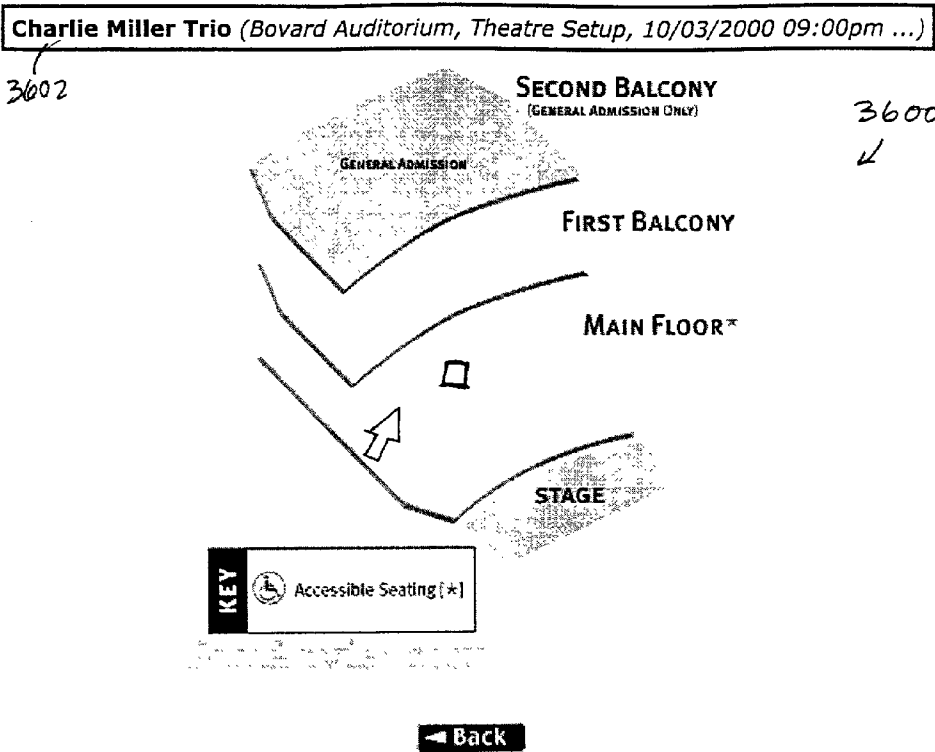 Charlie Miller Trio (Bovard Auditorium, Theatre Setup, 10/03/2000 09:00pm ...)
3602
SECOND BALCONY
(GENERAL ADMISSION ONLY)
3600
GENERAL ADMISSION
FIRST BALCONY
MAIN FLOOR*
STAGE
KEY
Accessible Seating [*]
◄ Back